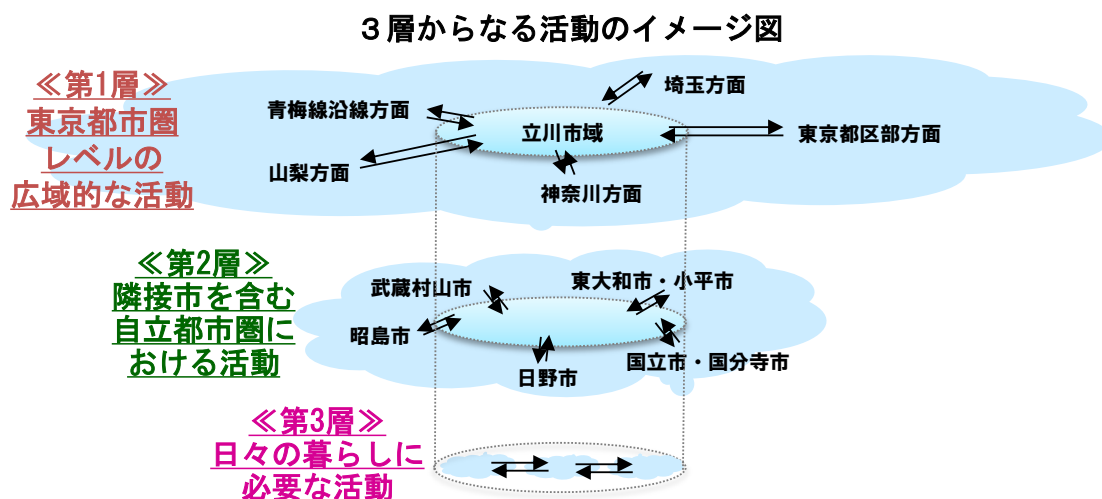 ３層からなる活動のイメージ図
≪第1層≫
東京都市圏
レベルの
広域的な活動
埼玉方面
青梅線沿線方面
立川市域
東京都区部方面
山梨方面
神奈川方面
≪第2層≫
隣接市を含む
自立都市圏に
おける活動
武蔵村山市
東大和市・小平市
昭島市
国立市・国分寺市
日野市
≪第3層≫
日々の暮らしに
必要な活動